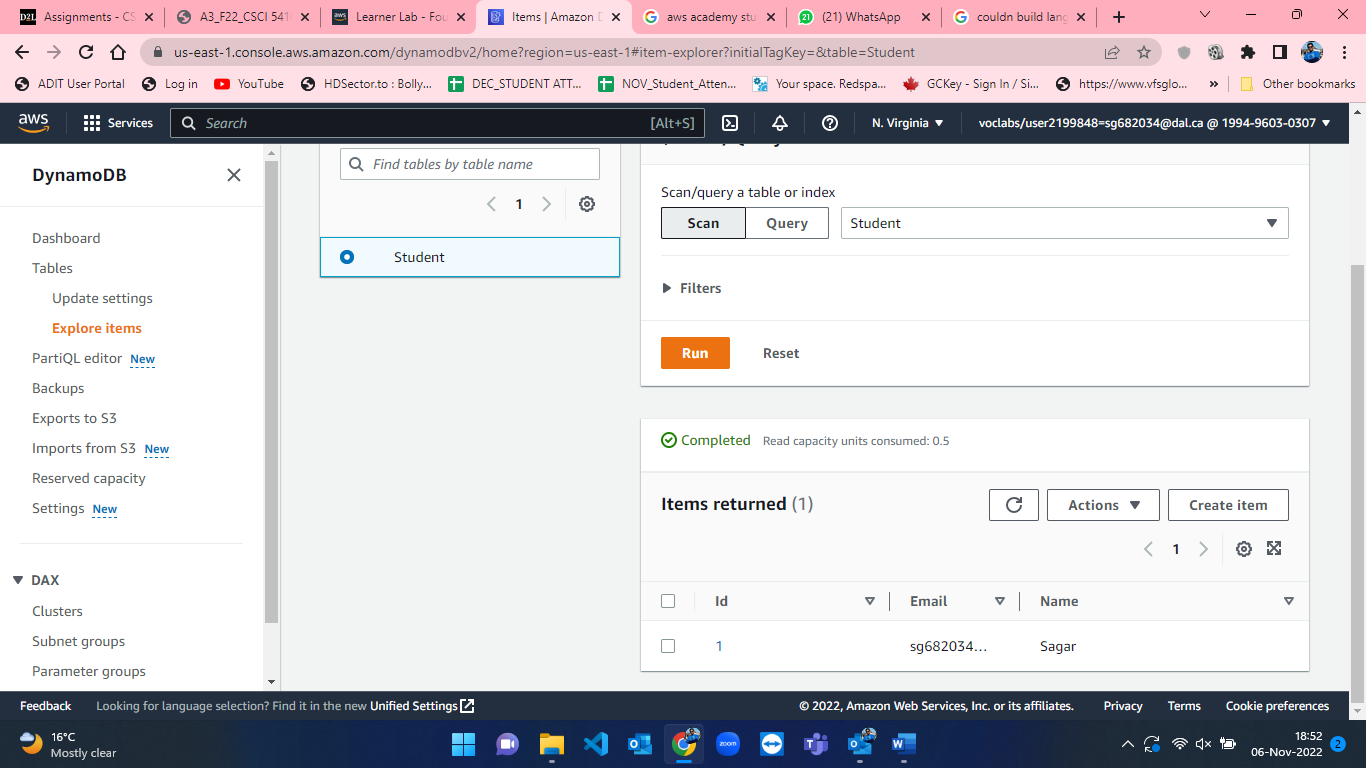 Assignments - CS
A3_F22_CSCI 541
Learner Lab - Fou
Items | Amazon D
aws academy stu
(21) WhatsApp
couldn build lang
us-east-1.console.aws.amazon.com/dynamodbv2/home?region=us-east-1#item-explorer?initialTagKey=&table=Student
ADIT User Portal
Log in
YouTube
HDSector.to : Bolly...
DEC_STUDENT ATT...
NOV_Student_Atten...
Your space. Redspa...
GCKey - Sign In / Si...
https://www.vfsglo...
»
Other bookmarks
aws
Services
Search
[Alt+S]
N. Virginia
voclabs/user2199848=sg682034@dal.ca @ 1994-9603-0307
DynamoDB
Dashboard
Tables
Update settings
Explore items
PartiQL editor New
Backups
Exports to S3
Imports from S3 New
Reserved capacity
Settings New
DAX
Clusters
Subnet groups
Parameter groups
Find tables by table name
1
Student
Scan/query a table or index
Scan
Query
Student
Filters
Run
Reset
Completed Read capacity units consumed: 0.5
Items returned (1)
Actions
Create item
1
Id
Email
Name
1
sg682034...
Sagar
Feedback
Looking for language selection? Find it in the new Unified Settings
© 2022, Amazon Web Services, Inc. or its affiliates.
Privacy
Terms
Cookie preferences
16°C
Mostly clear
zoom
18:52
06-Nov-2022
2